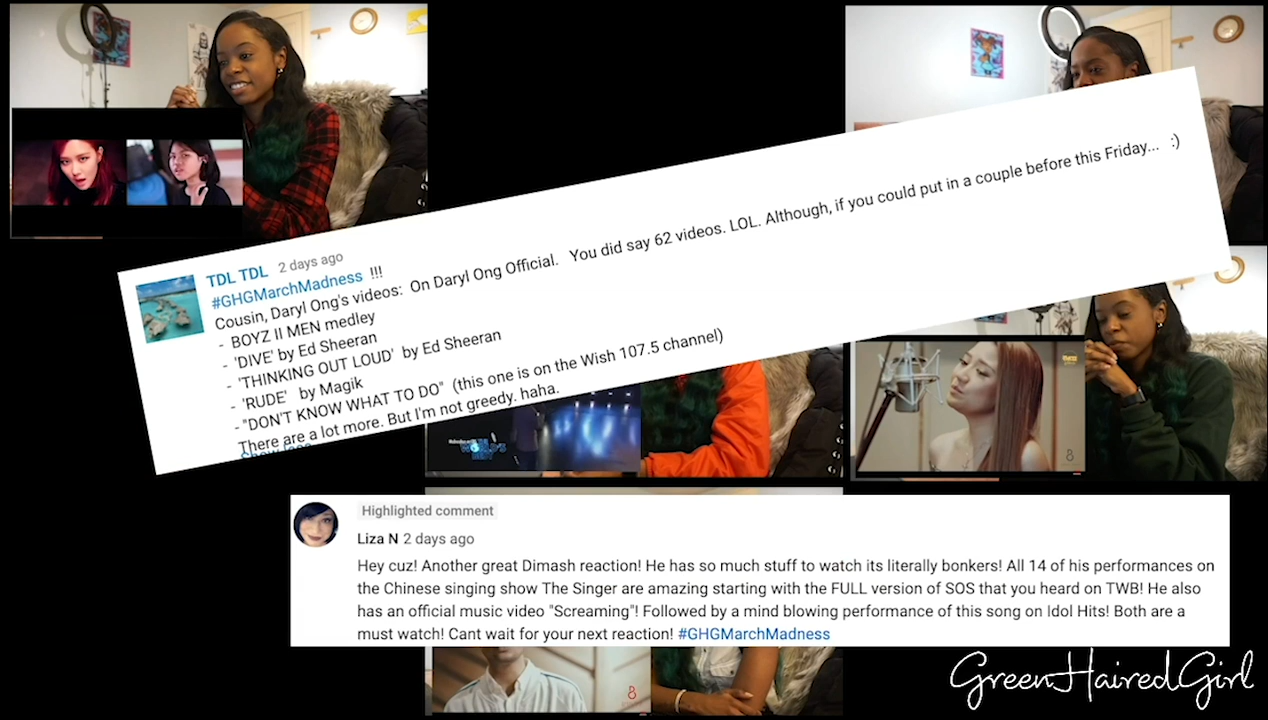 TDL TDL 2 days ago
#GHGMarchMadness !!!
Cousin, Daryl Ong's videos: On Daryl Ong Official. You did say 62 videos. LOL. Although, if you could put in a couple before this Friday... :)
- BOYZ II MEN medley
- 'DIVE' by Ed Sheeran
- 'THINKING OUT LOUD' by Ed Sheeran
- 'RUDE' by Magik
-"DON'T KNOW WHAT TO DO" (this one is on the Wish 107.5 channel)
There are a lot more. But I'm not greedy. haha.
Show less
Highlighted comment
Liza N 2 days ago
Hey cuz! Another great Dimash reaction! He has so much stuff to watch its literally bonkers! All 14 of his performances on
the Chinese singing show The Singer are amazing starting with the FULL version of SOS that you heard on TWB! He also
has an official music video "Screaming"! Followed by a mind blowing performance of this song on Idol Hits! Both are a
must watch! Cant wait for your next reaction! #GHGMarchMadness
GreenHairedGirl